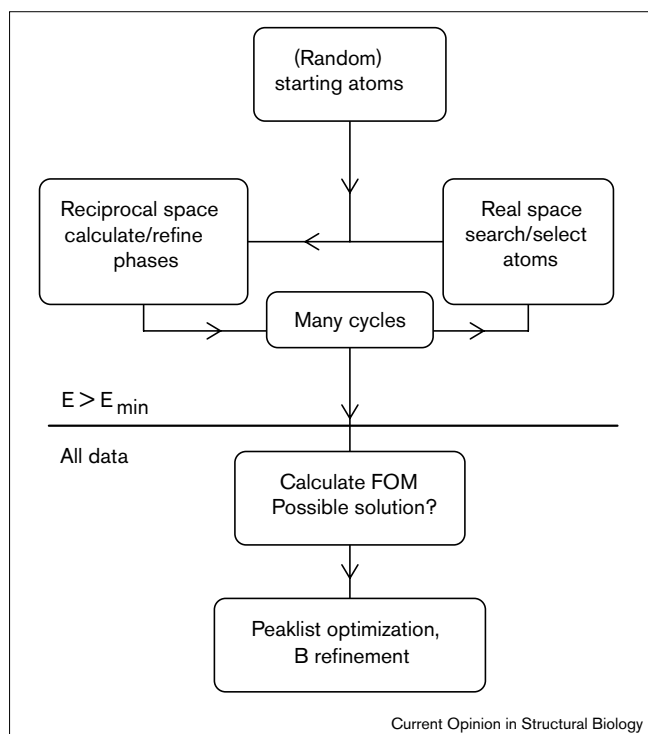 (Random)
starting atoms
Reciprocal space
calculate/refine
phases
Real space
search/select
atoms
Many cycles
E > Emin
All data
Calculate FOM
Possible solution?
Peaklist optimization,
B refinement
Current Opinion in Structural Biology